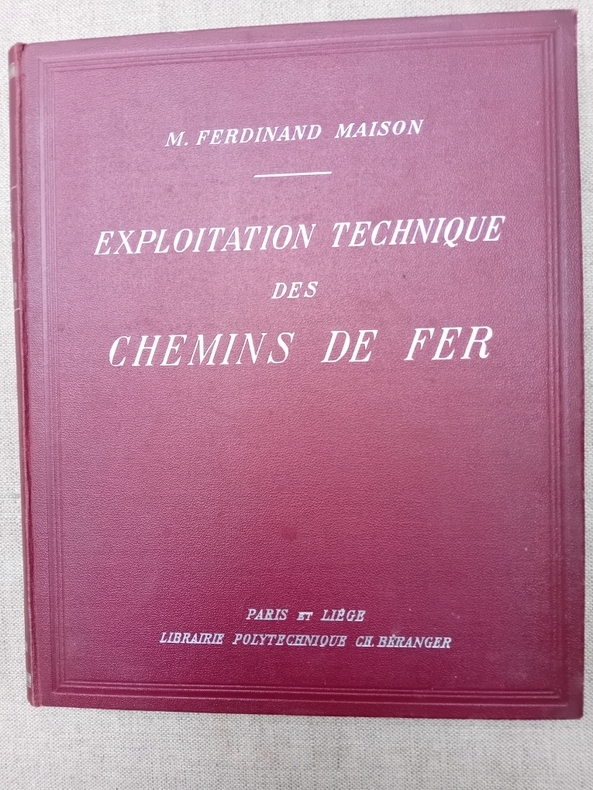 M. FERDINAND MAISON
EXPLOITATION TECHNIQUE
DES
CHEMINS DE FER
PARIS ET LIÈGE
LIBRAIRIE POLYTECHNIQUE CH. BÉRANGER